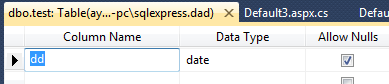 dbo.test: Table(ay...-pc\sqlexpress.dad) Default3.aspx.cs
Column Name Data Type Allow Nulls
dd date